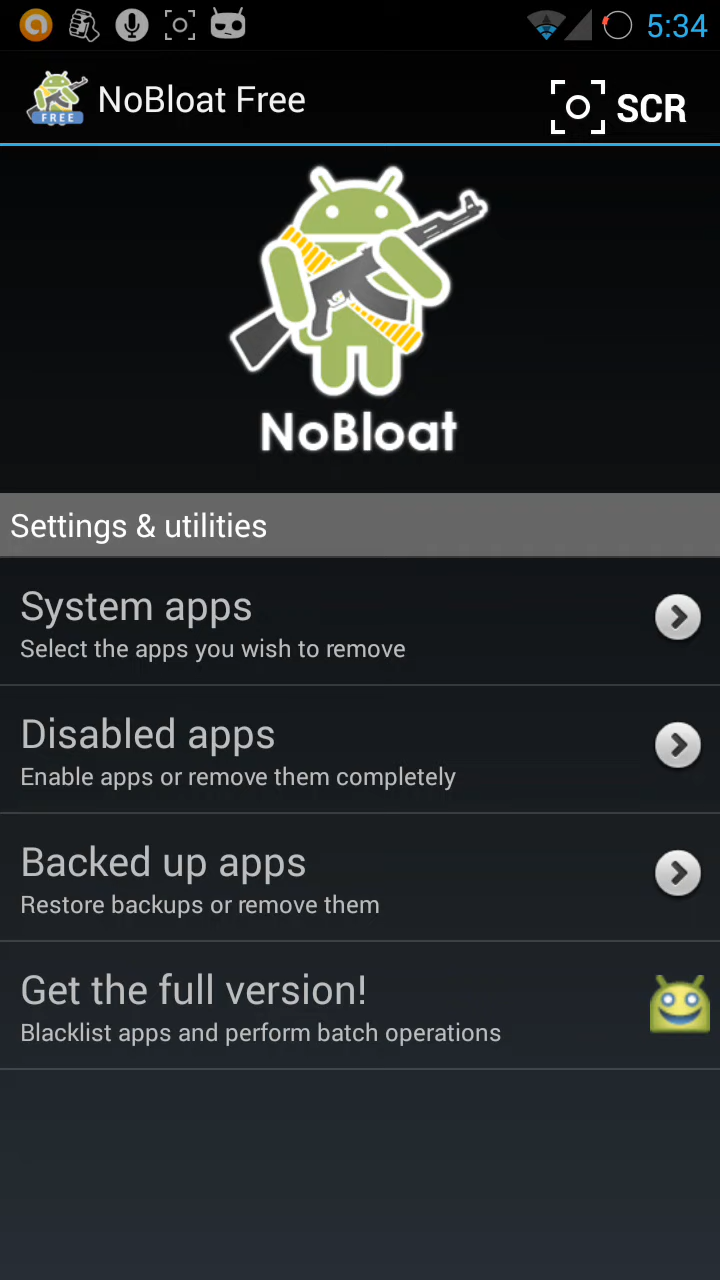 5:34
NoBloat Free
SCR
FREE
NoBloat
Settings & utilities
System apps
Select the apps you wish to remove
Disabled apps
Enable apps or remove them completely
Backed up apps
Restore backups or remove them
Get the full version!
Blacklist apps and perform batch operations